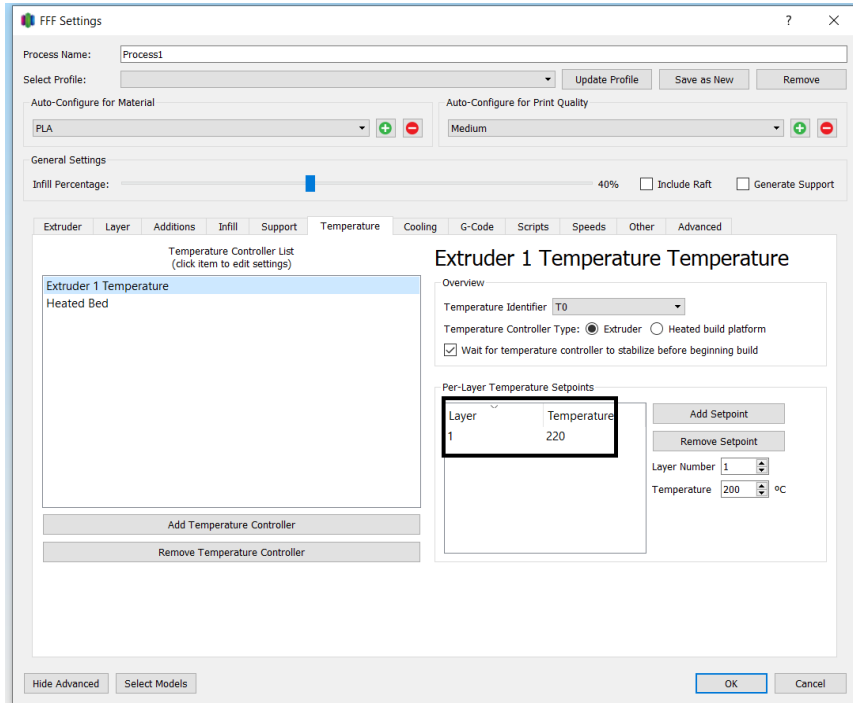 FFF Settings ? ×
Process Name: Process1
Select Profile: Update Profile Save as New Remove
Auto-Configure for Material Auto-Configure for Print Quality
PLA Medium
General Settings
Infill Percentage: 40% Include Raft Generate Support
Extruder Layer Additions Infill Support Temperature Cooling G-Code Scripts Speeds Other Advanced
Temperature Controller List
(click item to edit settings)
Extruder 1 Temperature
Heated Bed
Add Temperature Controller
Remove Temperature Controller
Extruder 1 Temperature Temperature
Overview
Temperature Identifier T0
Temperature Controller Type: Extruder Heated build platform
Wait for temperature controller to stabilize before beginning build
Per-Layer Temperature Setpoints
Layer Temperature
1 220
Add Setpoint
Remove Setpoint
Layer Number 1
Temperature 200 ºC
Hide Advanced Select Models OK Cancel